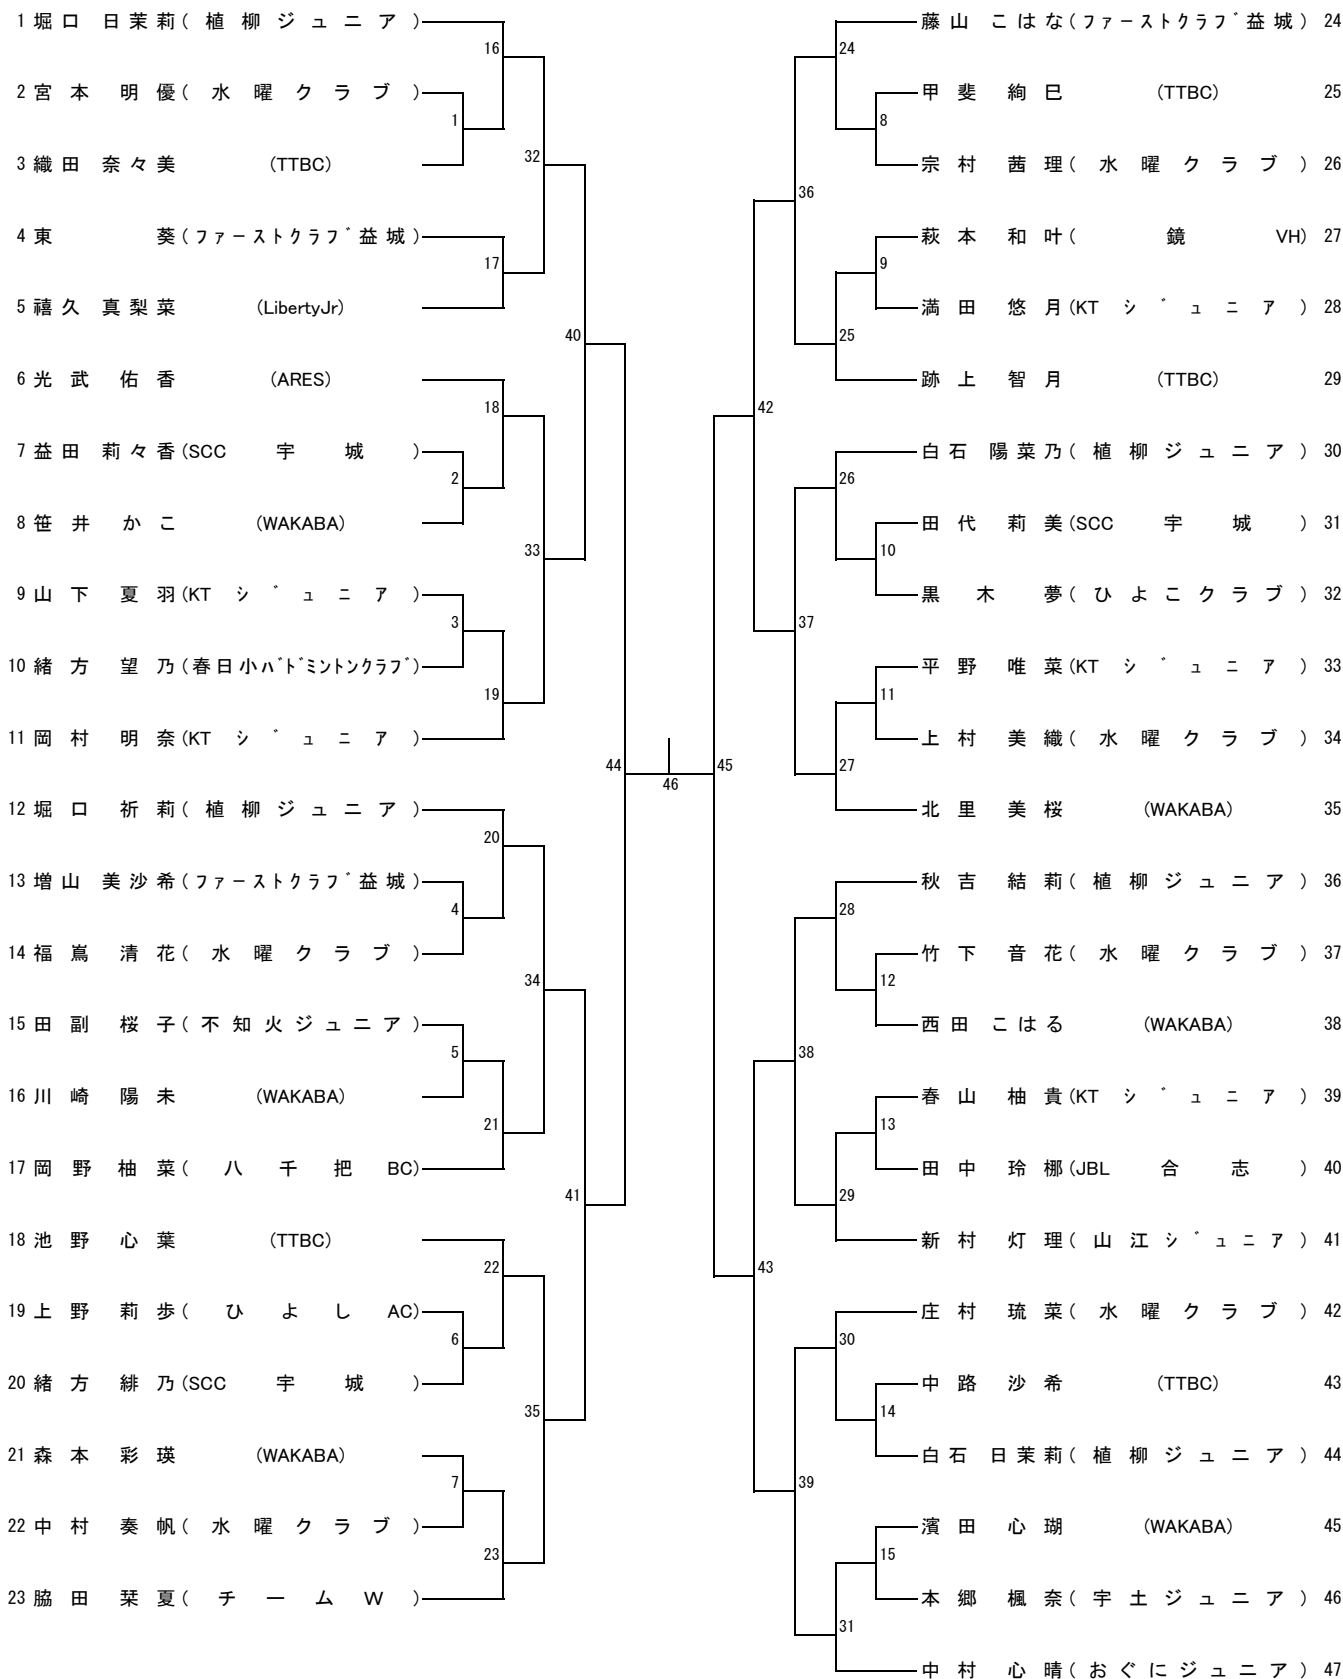 1 堀口 日茉莉(植柳ジュニア)
2 宮本 明優(水曜クラブ)
3 織田 奈々美 (TTBC)
4 東 葵(ファーストクラブ益城)
5 禧久 真梨菜 (LibertyJr)
6 光武 佑香 (ARES)
7 益田 莉々香(SCC 宇城)
8 笹井 かこ (WAKABA)
9 山下 夏羽(KT ジュニア)
10 緒方 望乃(春日小バドミントンクラブ)
11 岡村 明奈(KT ジュニア)
12 堀口 祈莉(植柳ジュニア)
13 増山 美沙希(ファーストクラブ益城)
14 福嶌 清花(水曜クラブ)
15 田副 桜子(不知火ジュニア)
16 川崎 陽未 (WAKABA)
17 岡野 柚菜(八千把 BC)
18 池野 心葉 (TTBC)
19 上野 莉歩(ひよし AC)
20 緒方 緋乃(SCC 宇城)
21 森本 彩瑛 (WAKABA)
22 中村 奏帆(水曜クラブ)
23 脇田 栞夏(チーム W)
16
1
32
17
40
18
2
33
3
19
44
20
4
34
5
21
41
22
6
35
7
23
46
45
24
8
36
9
25
42
26
10
37
11
27
28
12
38
13
29
43
30
14
39
15
31
藤山 こはな(ファーストクラブ益城) 24
甲斐 絢巳 (TTBC) 25
宗村 茜理(水曜クラブ) 26
萩本 和叶(鏡 VH) 27
満田 悠月(KT ジュニア) 28
跡上 智月 (TTBC) 29
白石 陽菜乃(植柳ジュニア) 30
田代 莉美(SCC 宇城) 31
黒木 夢(ひよこクラブ) 32
平野 唯菜(KT ジュニア) 33
上村 美織(水曜クラブ) 34
北里 美桜 (WAKABA) 35
秋吉 結莉(植柳ジュニア) 36
竹下 音花(水曜クラブ) 37
西田 こはる (WAKABA) 38
春山 柚貴(KT ジュニア) 39
田中 玲梛(JBL 合志) 40
新村 灯理(山江ジュニア) 41
庄村 琉菜(水曜クラブ) 42
中路 沙希 (TTBC) 43
白石 日茉莉(植柳ジュニア) 44
濱田 心瑚 (WAKABA) 45
本郷 楓奈(宇土ジュニア) 46
中村 心晴(おぐにジュニア) 47